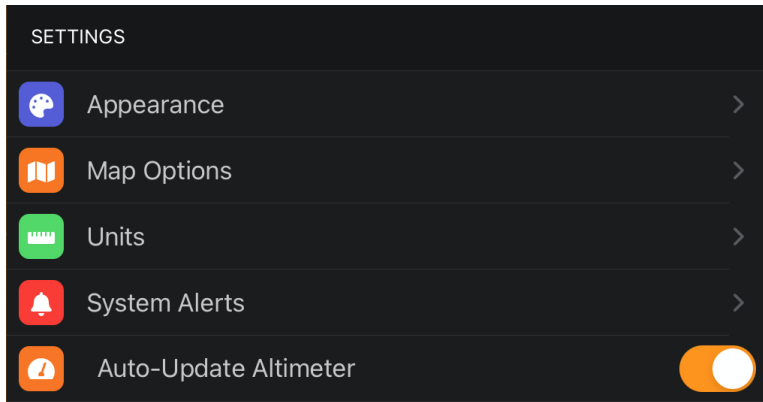 SETTINGS
Appearance
Map Options
Units
System Alerts
Auto-Update Altimeter